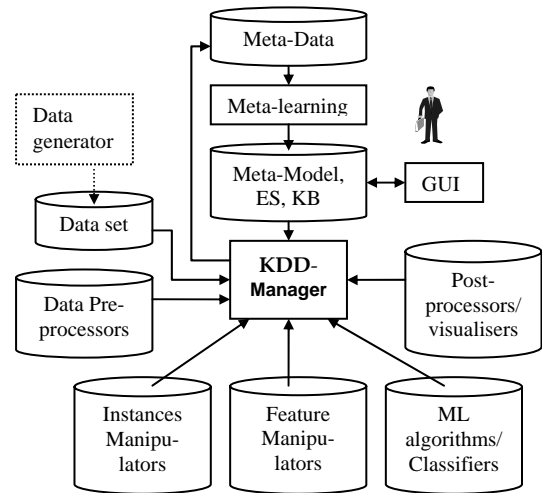 Meta-Data
Meta-learning
Data
generator
Meta-Model,
ES, KB
GUI
Data set
KDD-
Manager
Data Pre-
processors
Post-
processors/
visualisers
Instances
Manipu-
lators
Feature
Manipu-
lators
ML
algorithms/
Classifiers